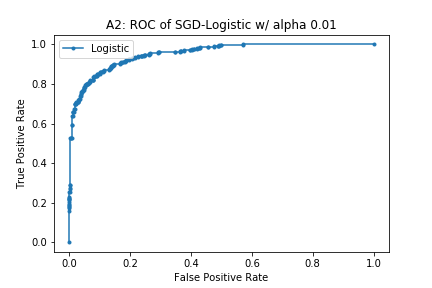 A2: ROC of SGD-Logistic w/ alpha 0.01
Logistic
True Positive Rate
1.0
0.8
0.6
0.4
0.2
0.0
0.0 0.2 0.4 0.6 0.8 1.0
False Positive Rate